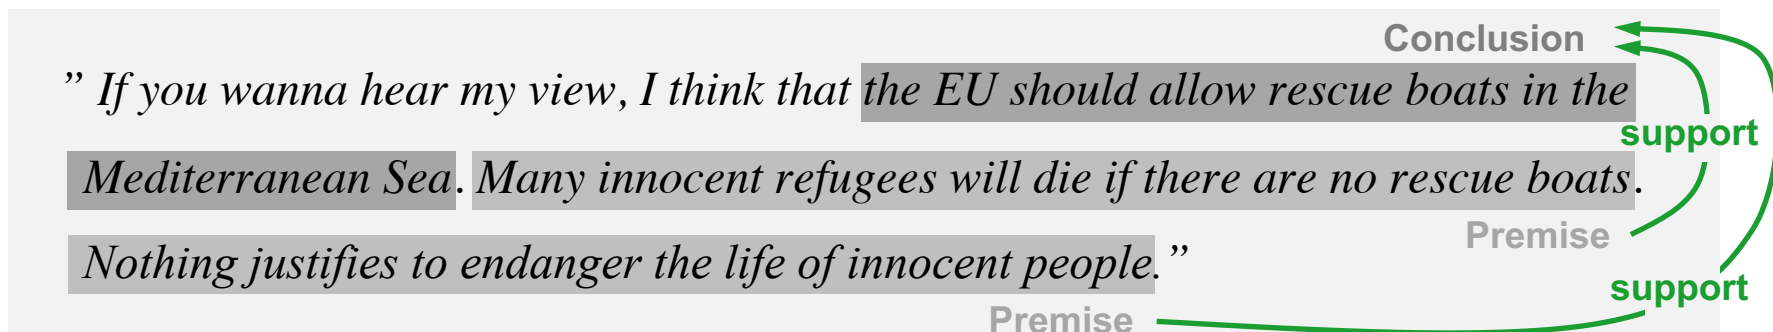 Conclusion
” If you wanna hear my view, I think that the EU should allow rescue boats in the
support
Mediterranean Sea. Many innocent refugees will die if there are no rescue boats.
Premise
Nothing justifies to endanger the life of innocent people.”
support
Premise